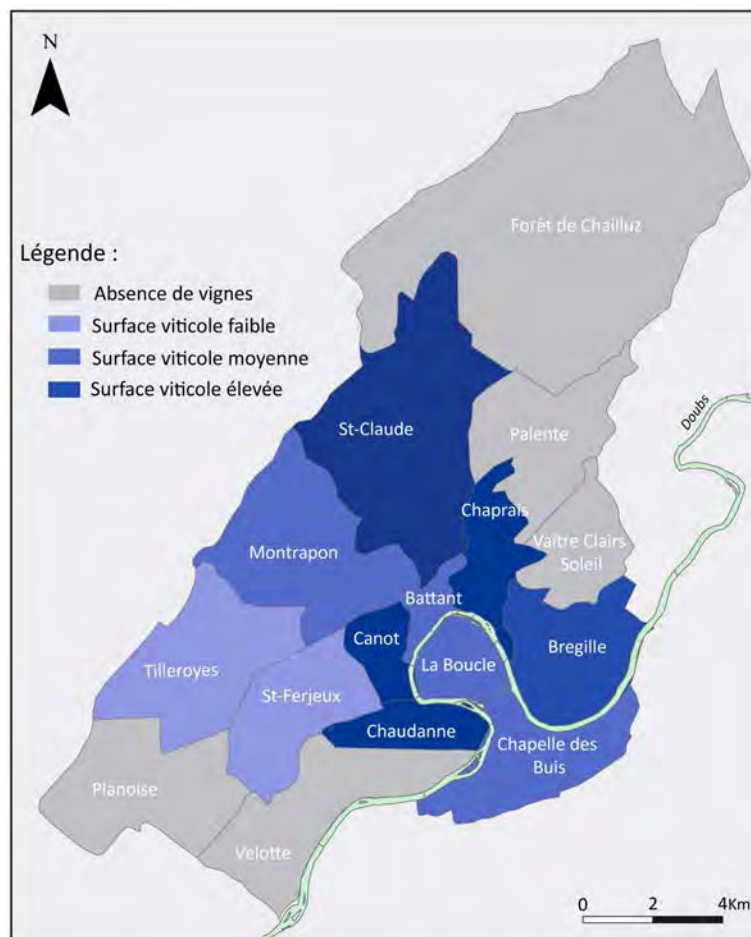 N
Forêt de Chailluz
Légende :
Absence de vignes
Surface viticole faible
Surface viticole moyenne
Surface viticole élevée
Doubs
St-Claude
Palente
Chaprais
Vaître Clairs
Soleil
Montrapon
Battant
Canot
La Boucle
Bregille
Tilleroyes
St-Ferjeux
Chaudanne
Chapelle des
Buis
Planoise
Velotte
0 2 4Km